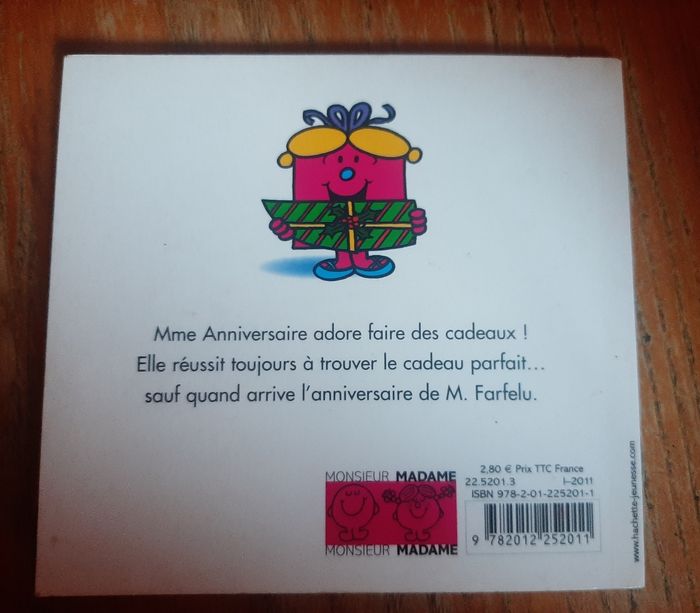 Mme Anniversaire adore faire des cadeaux !
Elle réussit toujours à trouver le cadeau parfait...
sauf quand arrive l'anniversaire de M. Farfelu.
MONSIEUR MADAME
MONSIEUR MADAME
2,80 € Prix TTC France
22.5201.3 I-2011
ISBN 978-2-01-225201-1
9 782012 252011
www.hachette-jeunesse.com